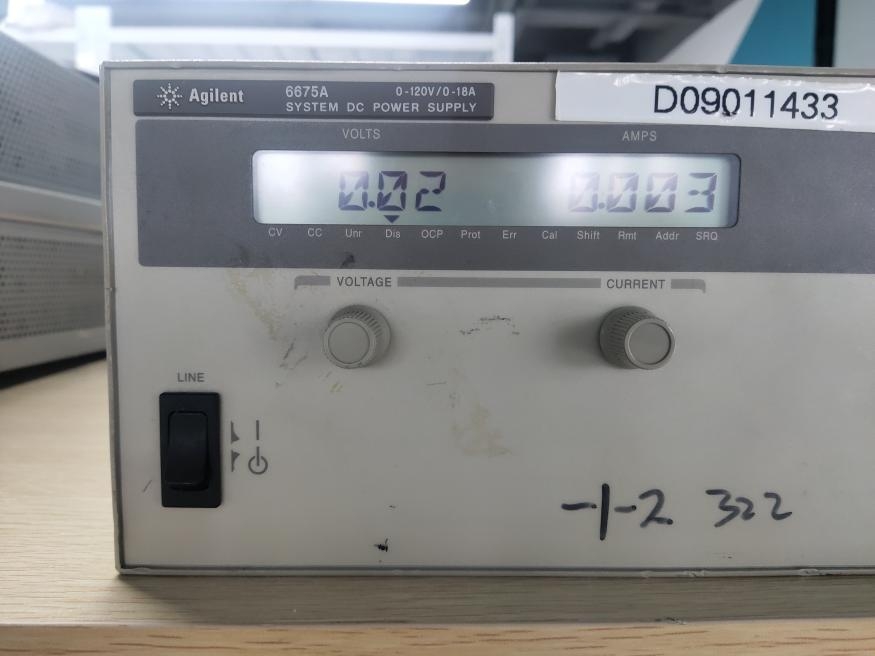 Agilent 6675A 0-120V/0-18A
SYSTEM DC POWER SUPPLY
D09011433
VOLTS AMPS
0.02 0.003
CV CC Unr Dis OCP Prot Err Cal Shift Rmt Addr SRQ
VOLTAGE CURRENT
LINE
-1-2 322